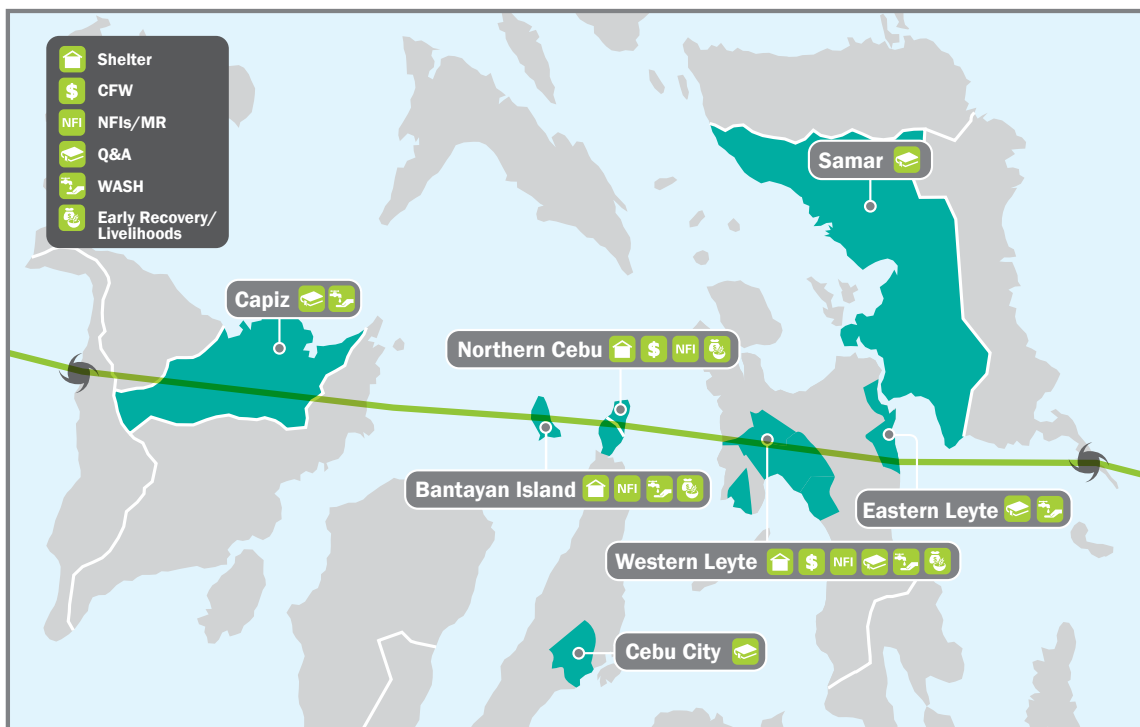 Shelter
$ CFW
NFI NFIs/MR
Q&A
WASH
Early Recovery/
Livelihoods
Samar
Capiz
Northern Cebu $ NFI
Bantayan Island NFI
Eastern Leyte
Western Leyte $ NFI
Cebu City